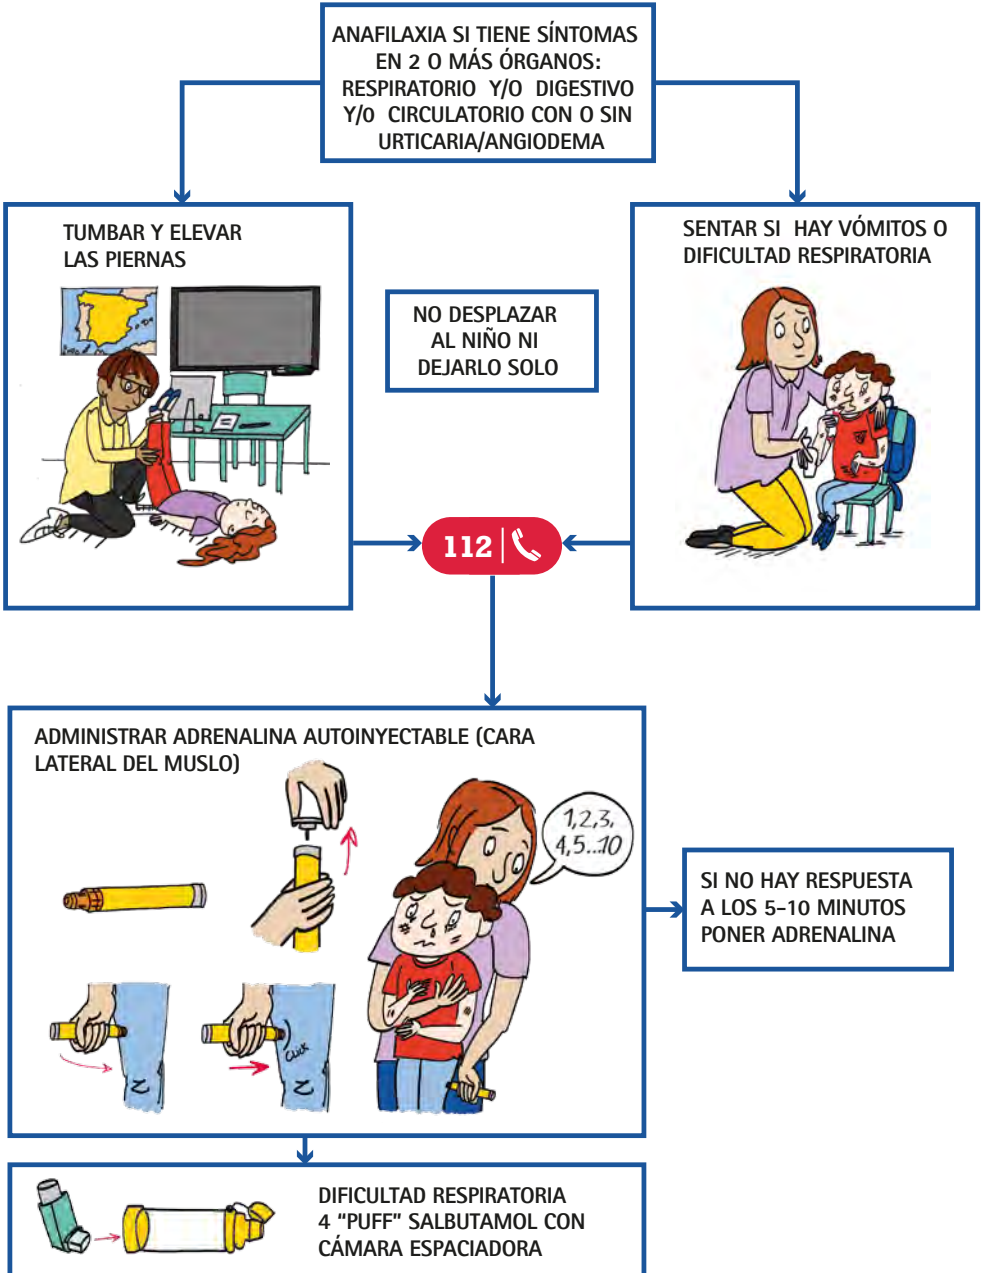 ANAFILAXIA SI TIENE SÍNTOMAS
EN 2 O MÁS ÓRGANOS:
RESPIRATORIO Y/O DIGESTIVO
Y/0 CIRCULATORIO CON O SIN
URTICARIA/ANGIODEMA
TUMBAR Y ELEVAR
LAS PIERNAS
NO DESPLAZAR
AL NIÑO NI
DEJARLO SOLO
SENTAR SI HAY VÓMITOS O
DIFICULTAD RESPIRATORIA
112
ADMINISTRAR ADRENALINA AUTOINYECTABLE (CARA
LATERAL DEL MUSLO)
1,2,3,
4,5...10
CLICK
SI NO HAY RESPUESTA
A LOS 5-10 MINUTOS
PONER ADRENALINA
DIFICULTAD RESPIRATORIA
4 “PUFF” SALBUTAMOL CON
CÁMARA ESPACIADORA